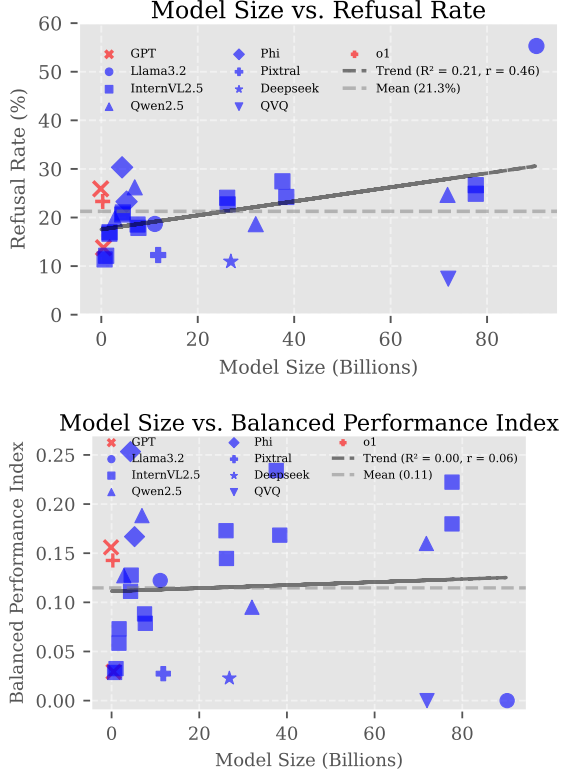 Model Size vs. Refusal Rate
60
50
40
30
20
10
0
Refusal Rate (%)
GPT
Llama3.2
InternVL2.5
Qwen2.5
Phi
Pixtral
Deepseek
QVQ
o1
Trend (R² = 0.21, r = 0.46)
Mean (21.3%)
0 20 40 60 80
Model Size (Billions)
Model Size vs. Balanced Performance Index
0.25
0.20
0.15
0.10
0.05
0.00
Balanced Performance Index
GPT
Llama3.2
InternVL2.5
Qwen2.5
Phi
Pixtral
Deepseek
QVQ
o1
Trend (R² = 0.00, r = 0.06)
Mean (0.11)
0 20 40 60 80
Model Size (Billions)